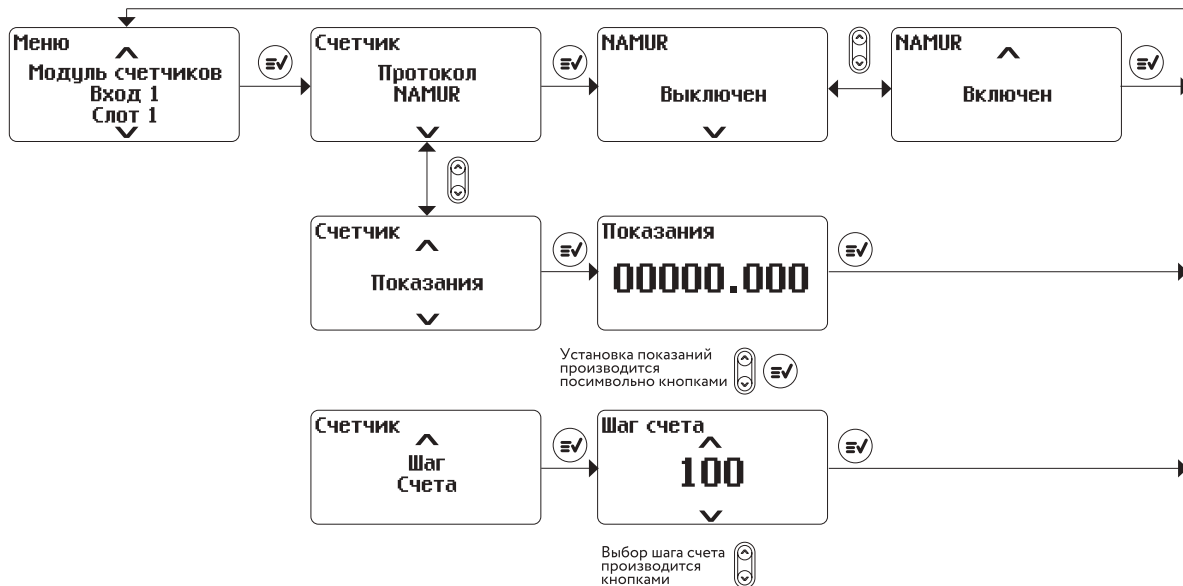 Меню
Модуль счетчиков
Вход 1
Слот 1
Счетчик
Протокол
NAMUR
NAMUR
Выключен
NAMUR
Включен
Счетчик
Показания
Показания
00000.000
Установка показаний
производится
посимвольно кнопками
Счетчик
Шаг
Счета
Шаг счета
100
Выбор шага счета
производится
кнопками